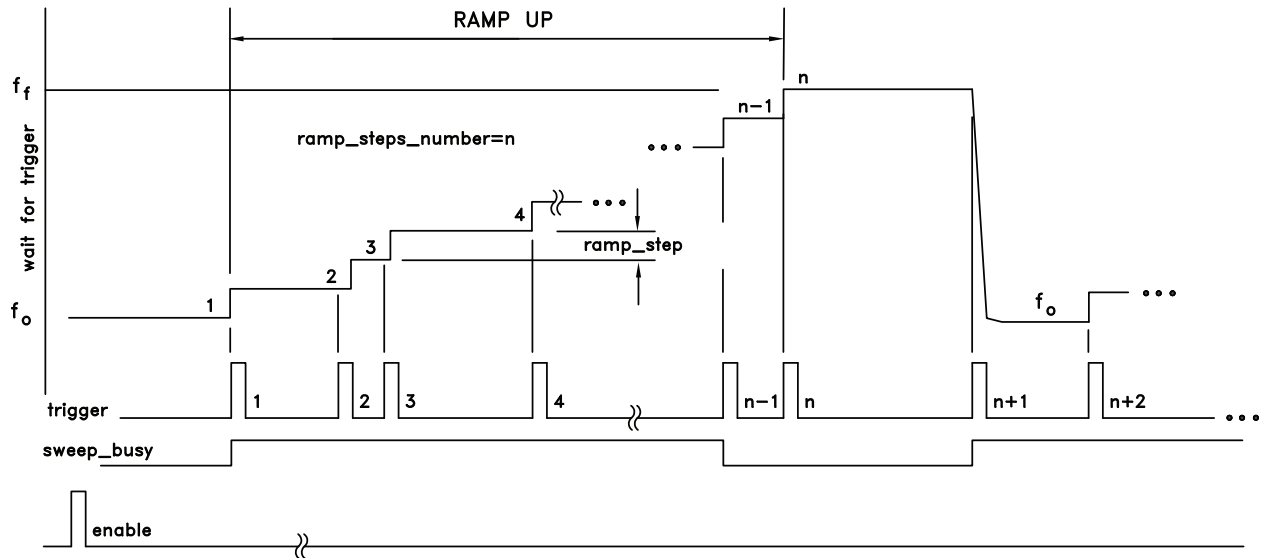 RAMP UP
f_f
n
n-1
ramp_steps_number=n
wait for trigger
4
3
ramp_step
2
1
f_o
f_o
trigger
1
2
3
4
n-1
n
n+1
n+2
sweep_busy
enable